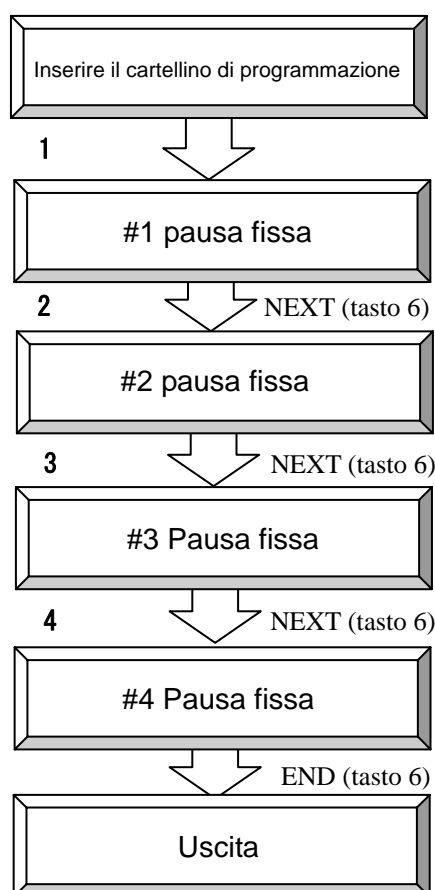 Inserire il cartellino di programmazione
1
#1 pausa fissa
2 NEXT (tasto 6)
#2 pausa fissa
3 NEXT (tasto 6)
#3 Pausa fissa
4 NEXT (tasto 6)
#4 Pausa fissa
END (tasto 6)
Uscita